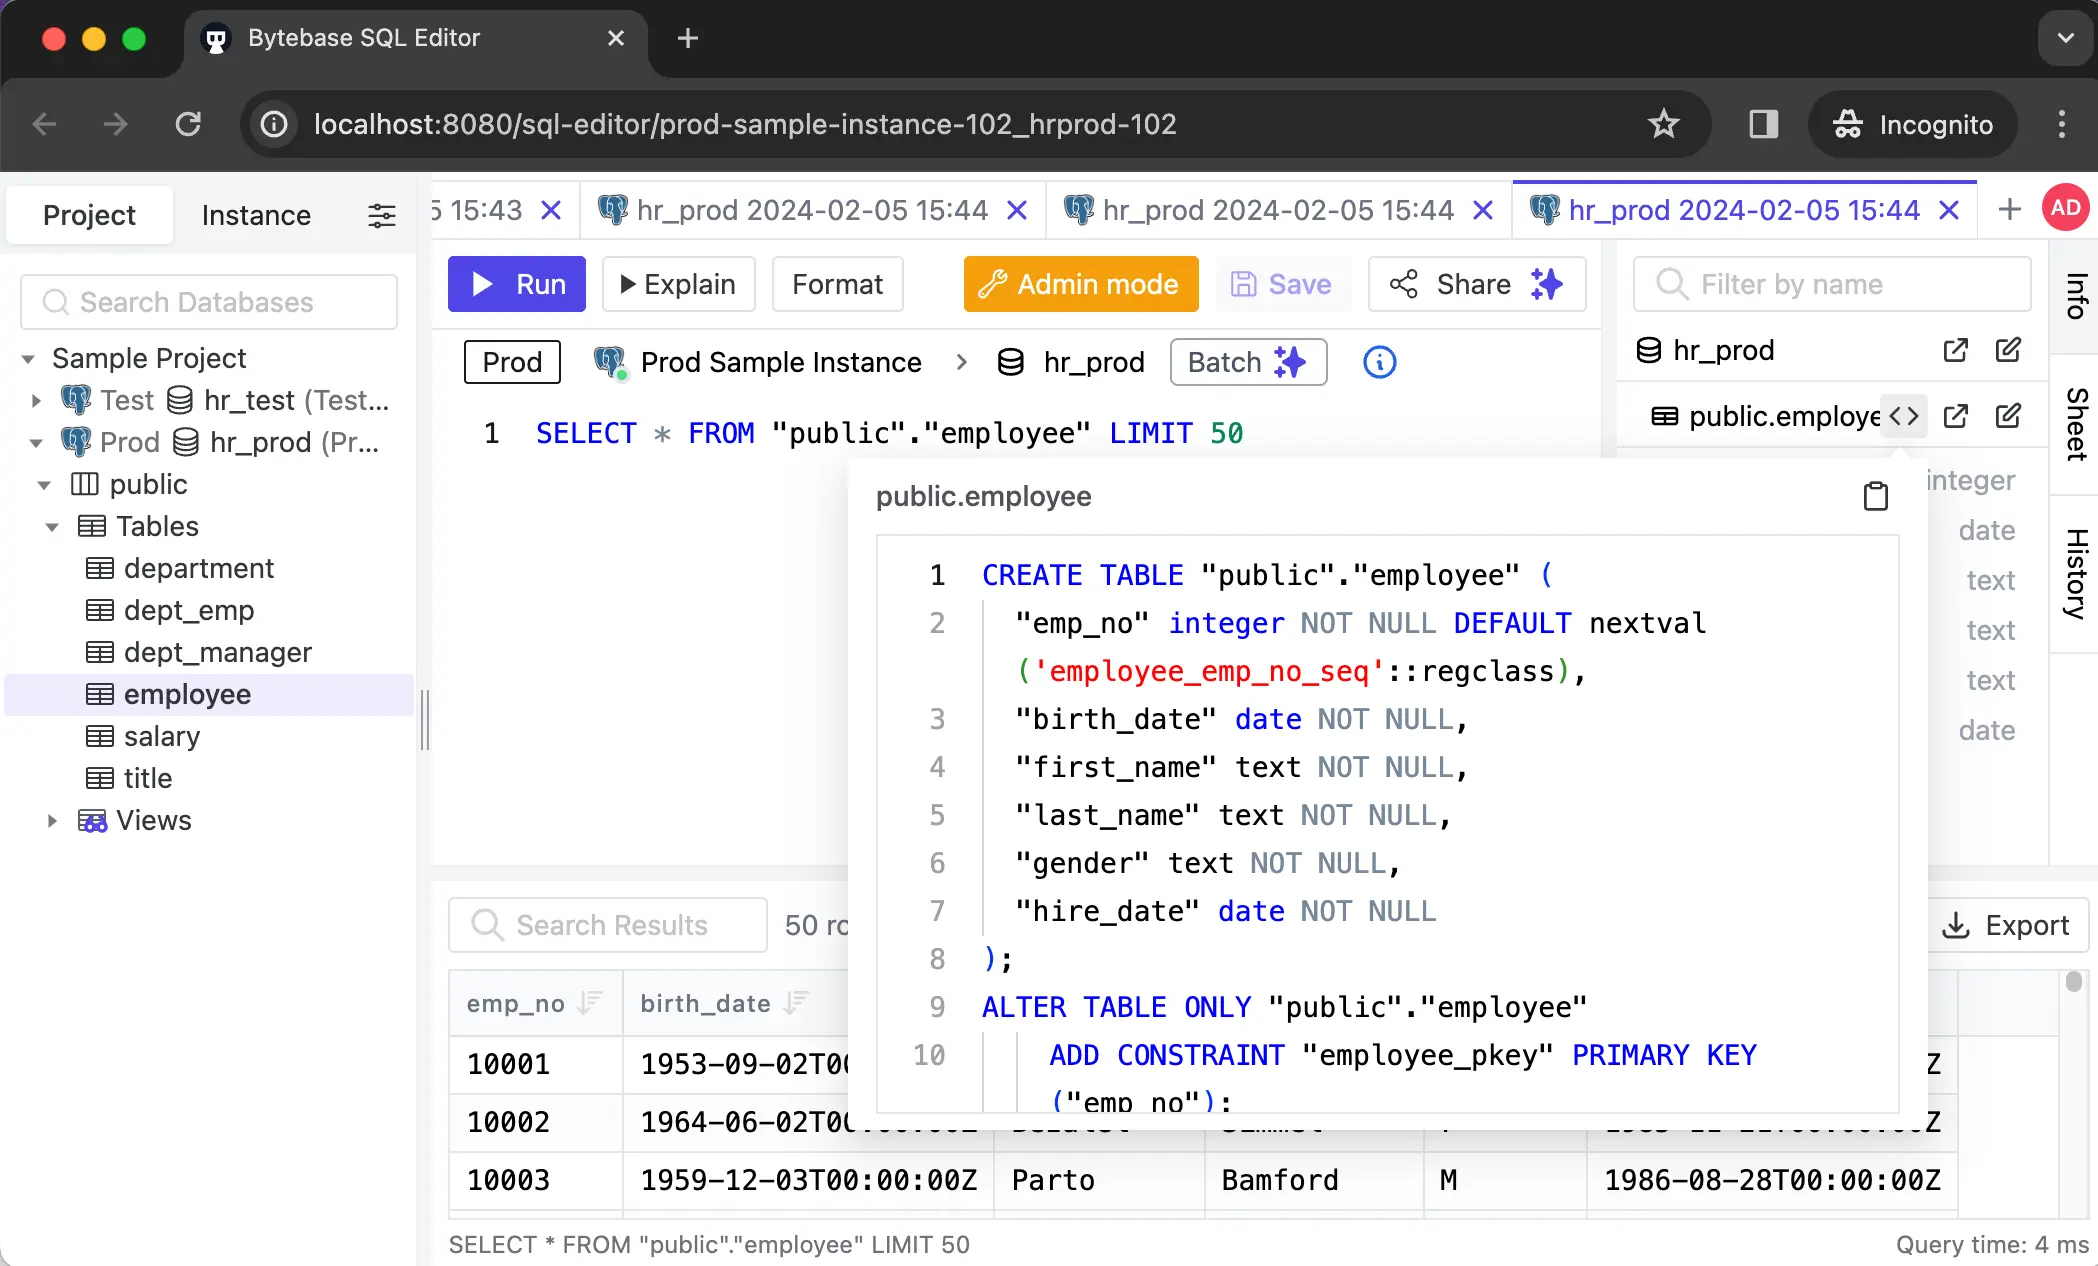 Bytebase SQL Editor
localhost:8080/sql-editor/prod-sample-instance-102_hrprod-102
Incognito
Project
Instance
5 15:43
hr_prod 2024-02-05 15:44
hr_prod 2024-02-05 15:44
hr_prod 2024-02-05 15:44
AD
Search Databases
Sample Project
Test hr_test (Test...
Prod hr_prod (Pr...
public
Tables
department
dept_emp
dept_manager
employee
salary
title
Views
Run
Explain
Format
Admin mode
Save
Share
Prod
Prod Sample Instance
hr_prod
Batch
1 SELECT * FROM "public"."employee" LIMIT 50
Filter by name
hr_prod
public.employe
integer
date
text
text
text
date
Info
Sheet
History
public.employee
1 CREATE TABLE "public"."employee" (
2 "emp_no" integer NOT NULL DEFAULT nextval
('employee_emp_no_seq'::regclass),
3 "birth_date" date NOT NULL,
4 "first_name" text NOT NULL,
5 "last_name" text NOT NULL,
6 "gender" text NOT NULL,
7 "hire_date" date NOT NULL
8 );
9 ALTER TABLE ONLY "public"."employee"
10 ADD CONSTRAINT "employee_pkey" PRIMARY KEY
("emp_no");
Search Results
50 ro
Export
emp_no birth_date
10001 1953-09-02T00 Z
10002 1964-06-02T00:00:00Z
10003 1959-12-03T00:00:00Z Parto Bamford M 1986-08-28T00:00:00Z
SELECT * FROM "public"."employee" LIMIT 50
Query time: 4 ms